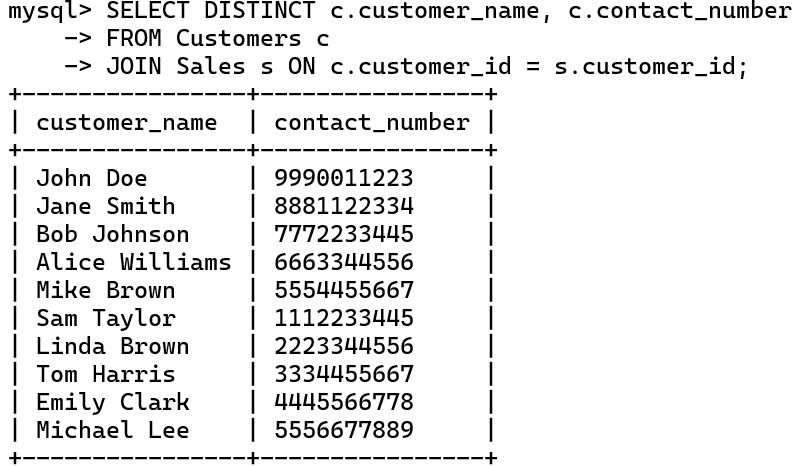 mysql> SELECT DISTINCT c.customer_name, c.contact_number
    -> FROM Customers c
    -> JOIN Sales s ON c.customer_id = s.customer_id;
+----------------+----------------+
| customer_name  | contact_number |
+----------------+----------------+
| John Doe       | 9990011223     |
| Jane Smith     | 8881122334     |
| Bob Johnson    | 7772233445     |
| Alice Williams | 6663344556     |
| Mike Brown     | 5554455667     |
| Sam Taylor     | 1112233445     |
| Linda Brown    | 2223344556     |
| Tom Harris     | 3334455667     |
| Emily Clark    | 4445566778     |
| Michael Lee    | 5556677889     |
+----------------+----------------+